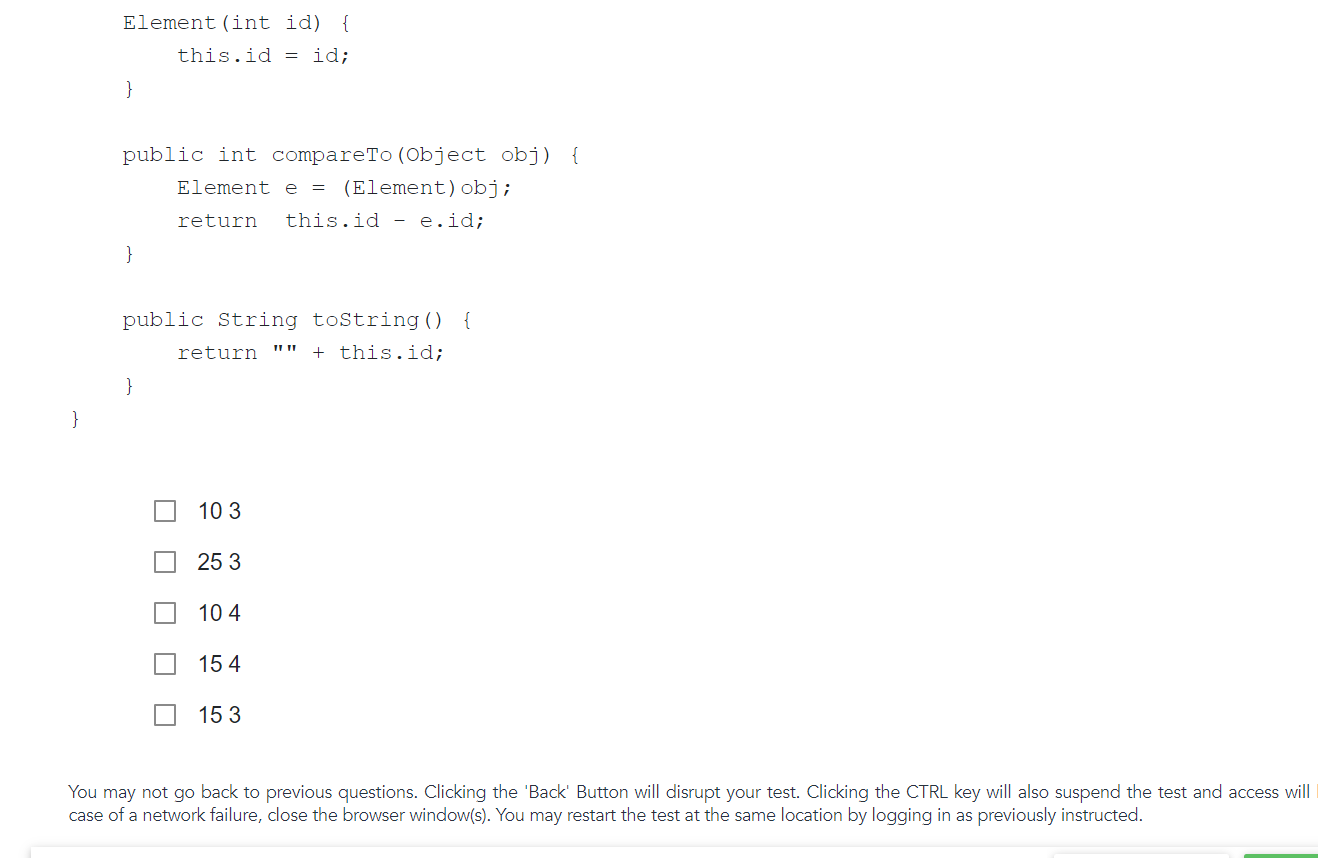 Element(int id) {
this.id = id;
}
public int compareTo(Object obj) {
Element e = (Element)obj;
return  this.id - e.id;
}
public String toString() {
return "" + this.id;
}
}
10 3
25 3
10 4
15 4
15 3
You may not go back to previous questions. Clicking the 'Back' Button will disrupt your test. Clicking the CTRL key will also suspend the test and access will
case of a network failure, close the browser window(s). You may restart the test at the same location by logging in as previously instructed.